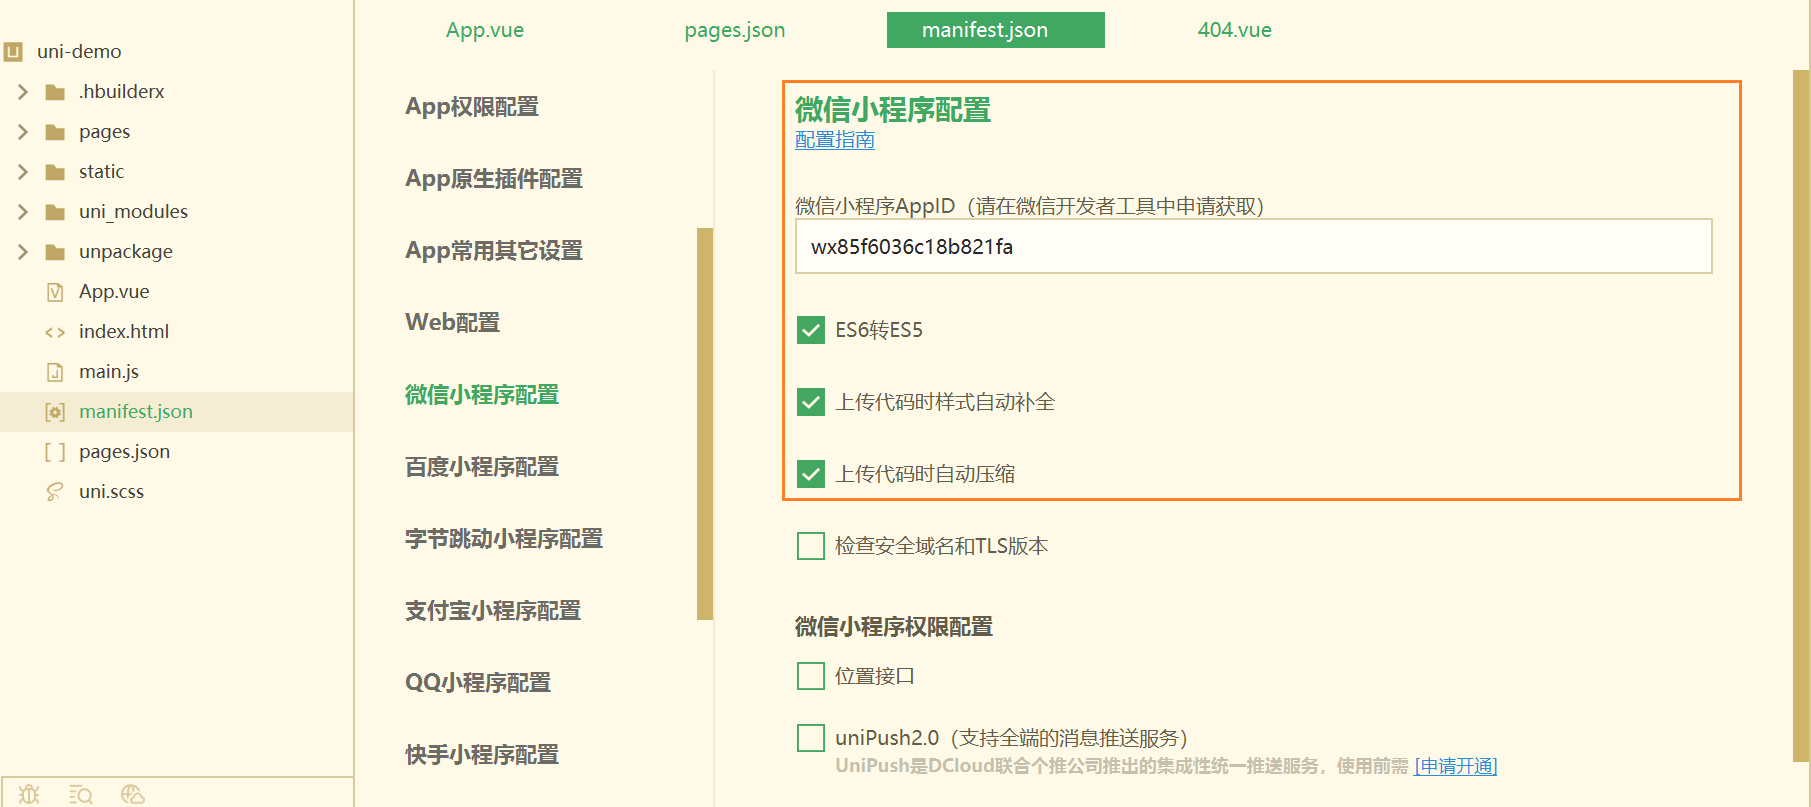 uni-demo
.hbuilderx
pages
static
uni_modules
unpackage
App.vue
index.html
main.js
manifest.json
pages.json
uni.scss
App.vue
pages.json
manifest.json
404.vue
App权限配置
App原生插件配置
App常用其它设置
Web配置
微信小程序配置
百度小程序配置
字节跳动小程序配置
支付宝小程序配置
QQ小程序配置
快手小程序配置
微信小程序配置
配置指南
微信小程序AppID（请在微信开发者工具中申请获取）
wx85f6036c18b821fa
ES6转ES5
上传代码时样式自动补全
上传代码时自动压缩
检查安全域名和TLS版本
微信小程序权限配置
位置接口
uniPush2.0（支持全端的消息推送服务）
UniPush是DCloud联合个推公司推出的集成性统一推送服务，使用前需 [申请开通]